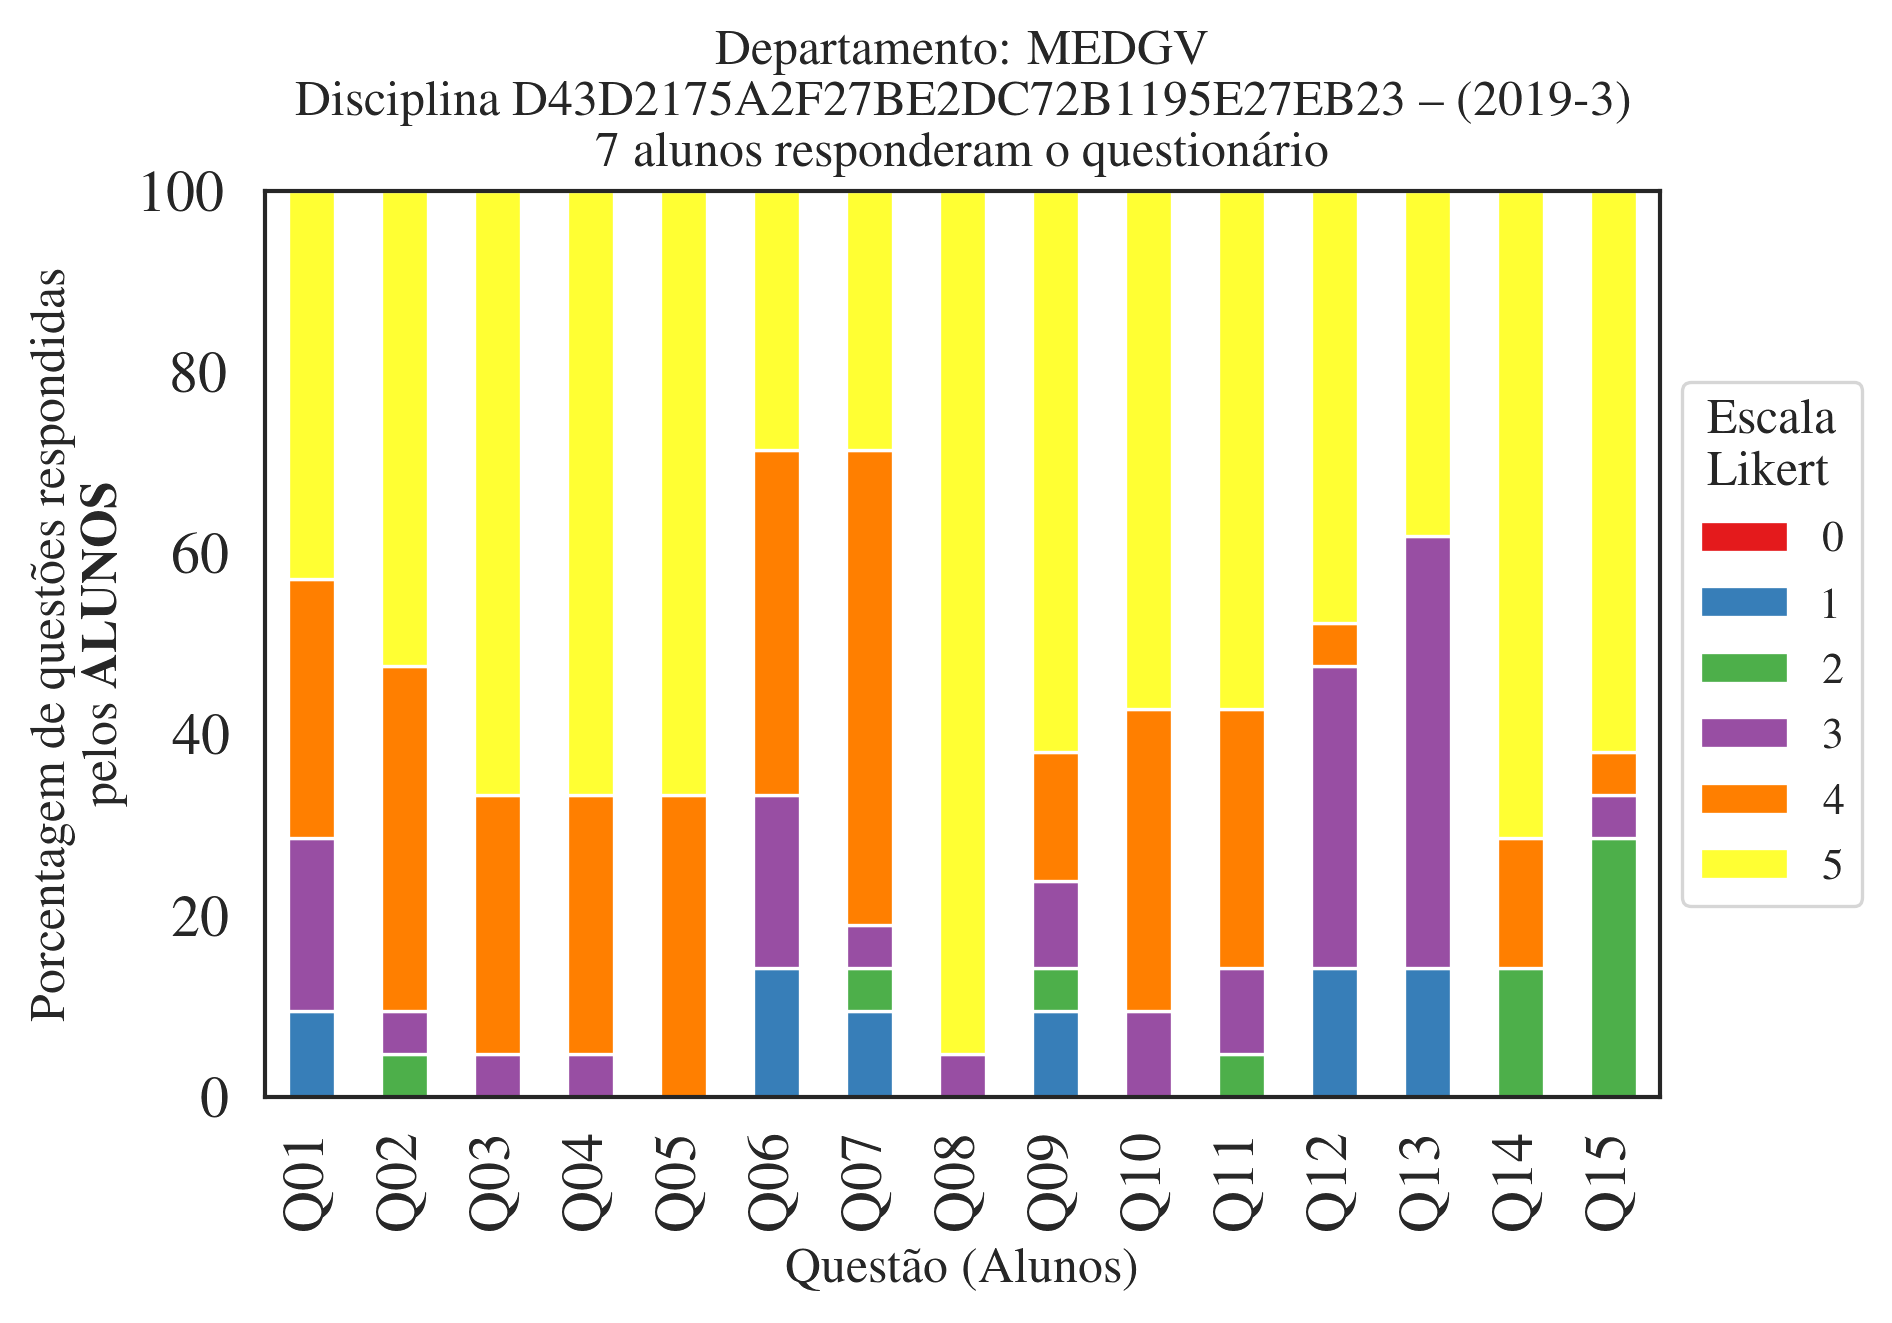 Departamento: MEDGV
Disciplina D43D2175A2F27BE2DC72B1195E27EB23 – (2019-3)
7 alunos responderam o questionário
Porcentagem de questões respondidas
pelos ALUNOS
100
80
60
40
20
0
Q01
Q02
Q03
Q04
Q05
Q06
Q07
Q08
Q09
Q10
Q11
Q12
Q13
Q14
Q15
Questão (Alunos)
Escala
Likert
0
1
2
3
4
5